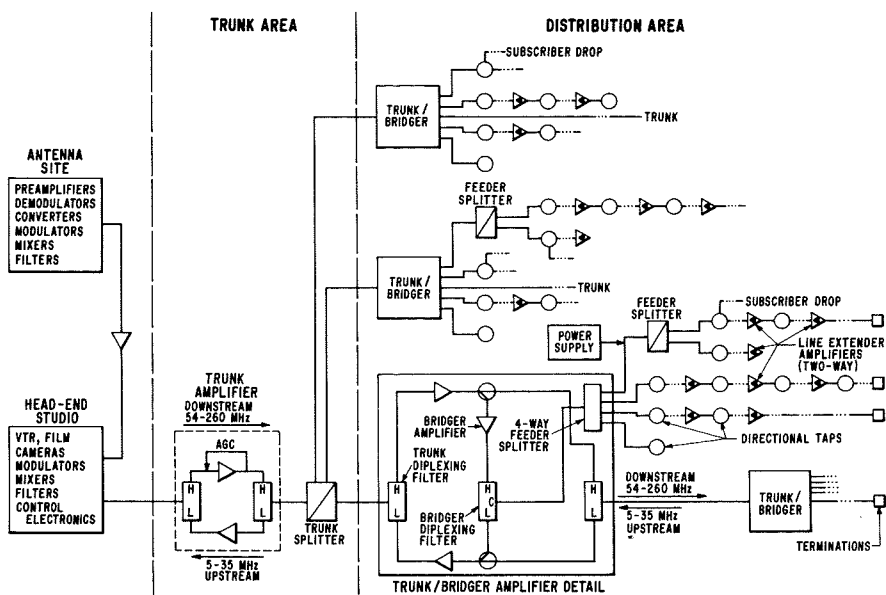 TRUNK AREA
DISTRIBUTION AREA
SUBSCRIBER DROP
TRUNK/
BRIDGER
TRUNK
ANTENNA
SITE
PREAMPLIFIERS
DEMODULATORS
CONVERTERS
MODULATORS
MIXERS
FILTERS
FEEDER
SPLITTER
TRUNK/
BRIDGER
TRUNK
FEEDER
SPLITTER
SUBSCRIBER DROP
POWER
SUPPLY
LINE EXTENDER
AMPLIFIERS
(TWO-WAY)
TRUNK
AMPLIFIER
DOWNSTREAM
54-260 MHz
AGC
H
L
H
L
5-35 MHz
UPSTREAM
HEAD-END
STUDIO
VTR, FILM
CAMERAS
MODULATORS
MIXERS
FILTERS
CONTROL
ELECTRONICS
TRUNK
SPLITTER
BRIDGER
AMPLIFIER
4-WAY
FEEDER
SPLITTER
DIRECTIONAL TAPS
TRUNK
DIPLEXING
FILTER
H
L
H
C
L
H
L
BRIDGER
DIPLEXING
FILTER
DOWNSTREAM
54-260 MHz
5-35 MHz
UPSTREAM
TRUNK/
BRIDGER
TERMINATIONS
TRUNK/BRIDGER AMPLIFIER DETAIL